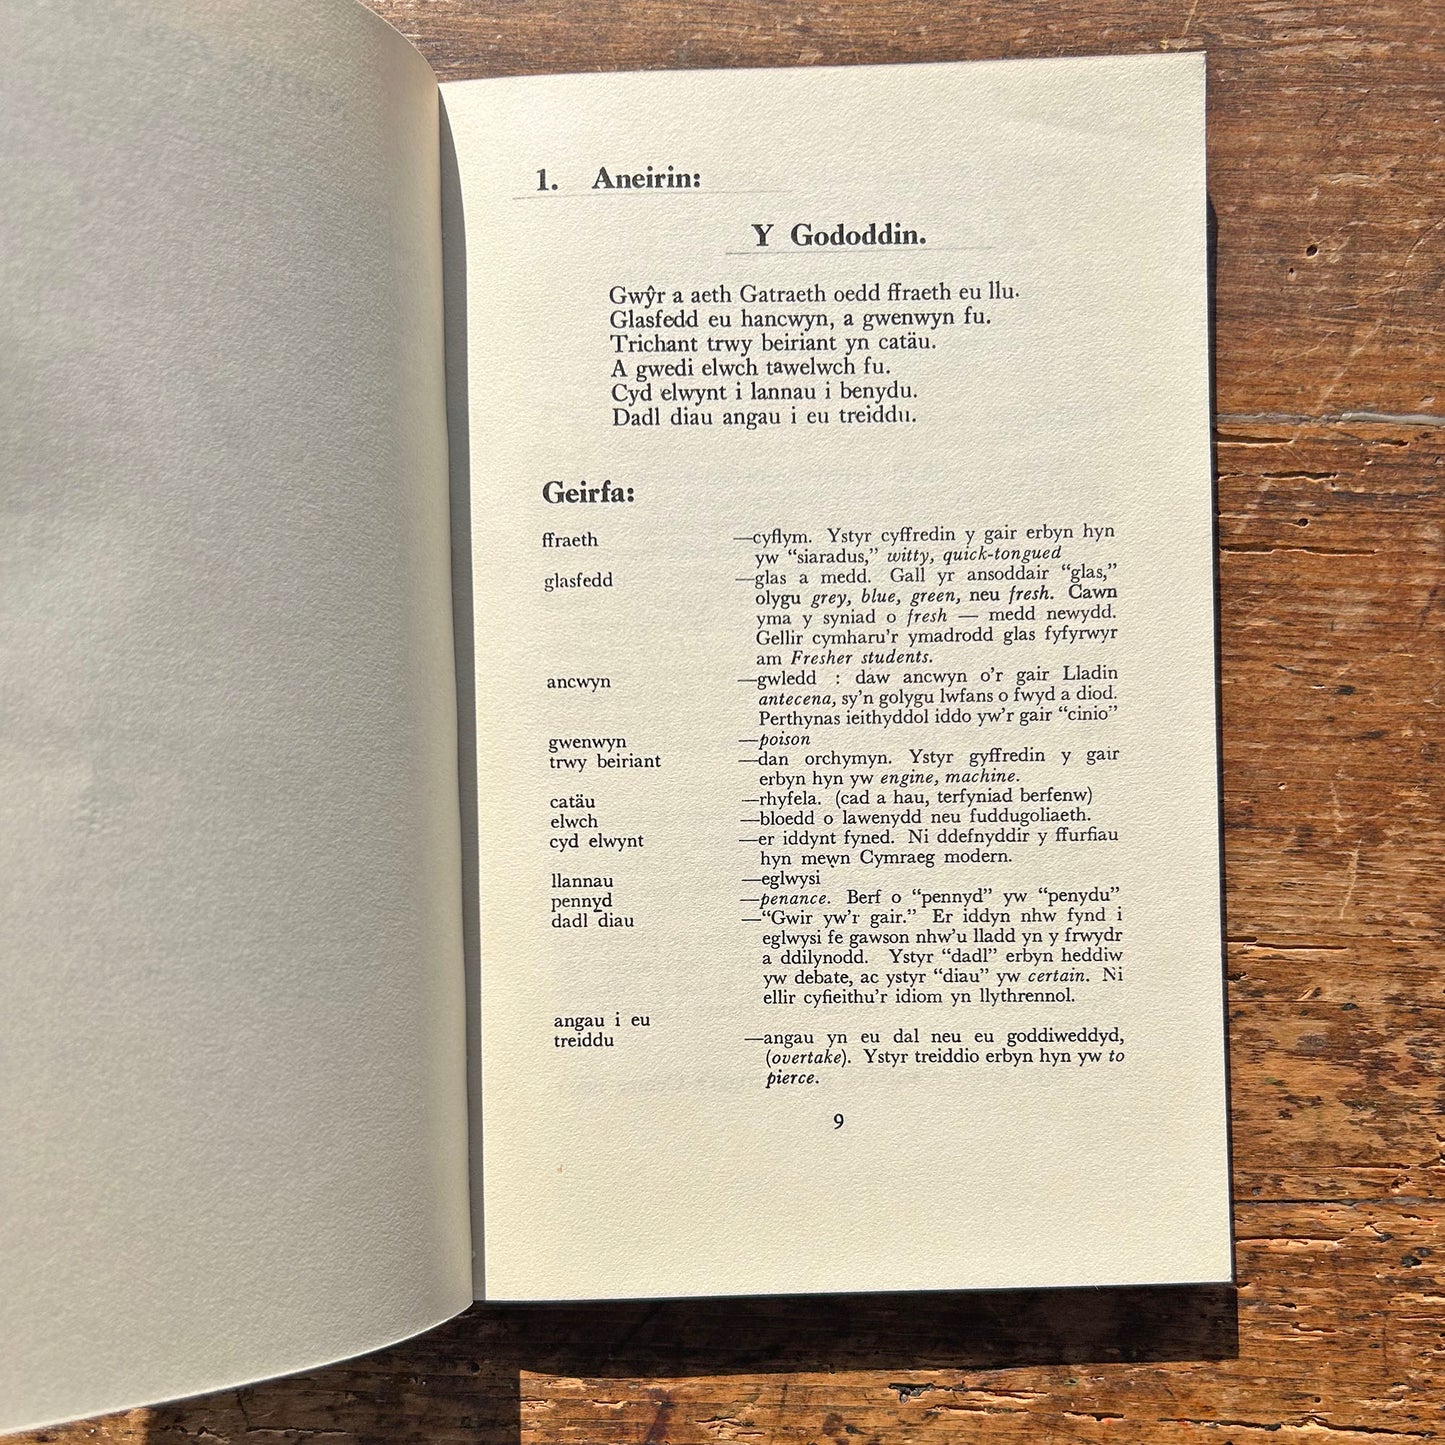 1. Aneirin:
Y Gododdin.
Gwŷr a aeth Gatraeth oedd ffraeth eu llu.
Glasfedd eu hancwyn, a gwenwyn fu.
Trichant trwy beiriant yn catäu.
A gwedi elwch tawelwch fu.
Cyd elwynt i lannau i benydu.
Dadl diau angau i eu treiddu.
Geirfa:
ffraeth —cyflym. Ystyr cyffredin y gair erbyn hyn
yw “siaradus,” witty, quick-tongued
glasfedd —glas a medd. Gall yr ansoddair “glas,”
olygu grey, blue, green, neu fresh. Cawn
yma y syniad o fresh — medd newydd.
Gellir cymharu'r ymadrodd glas fyfyrwyr
am Fresher students.
ancwyn —gwledd : daw ancwyn o'r gair Lladin
antecena, sy'n golygu lwfans o fwyd a diod.
Perthynas ieithyddol iddo yw'r gair “cinio”
gwenwyn —poison
trwy beiriant —dan orchymyn. Ystyr gyffredin y gair
erbyn hyn yw engine, machine.
catäu —rhyfela. (cad a hau, terfyniad berfenw)
elwch —bloedd o lawenydd neu fuddugoliaeth.
cyd elwynt —er iddynt fyned. Ni ddefnyddir y ffurfiau
hyn mewn Cymraeg modern.
llannau —eglwysi
pennyd —penance. Berf o “pennyd” yw “penydu”
dadl diau —“Gwir yw'r gair.” Er iddyn nhw fynd i
eglwysi fe gawson nhw'u lladd yn y frwydr
a ddilynodd. Ystyr “dadl” erbyn heddiw
yw debate, ac ystyr “diau” yw certain. Ni
ellir cyfieithu'r idiom yn llythrennol.
angau i eu
treiddu —angau yn eu dal neu eu goddiweddyd,
(overtake). Ystyr treiddio erbyn hyn yw to
pierce.
9